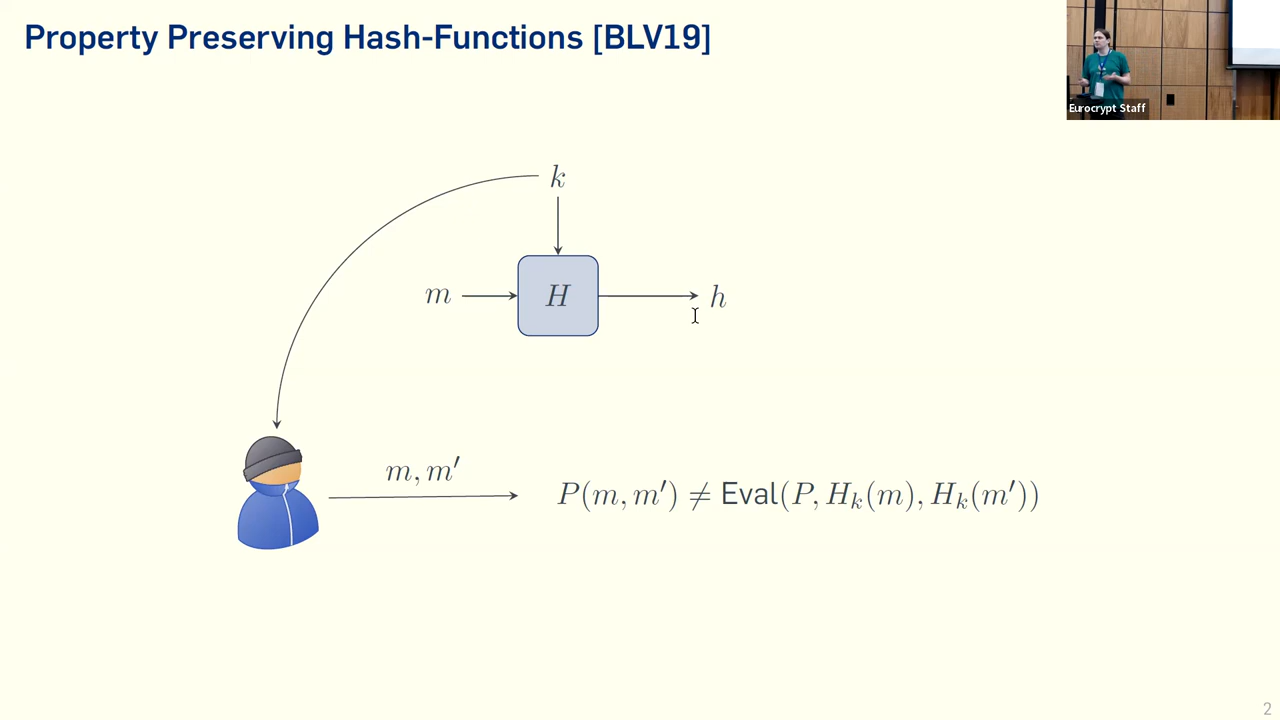 Property Preserving Hash-Functions [BLV19]
Eurocrypt Staff
k
m
H
h
m, m′
P(m, m′) ≠ Eval(P, H_k(m), H_k(m′))
2